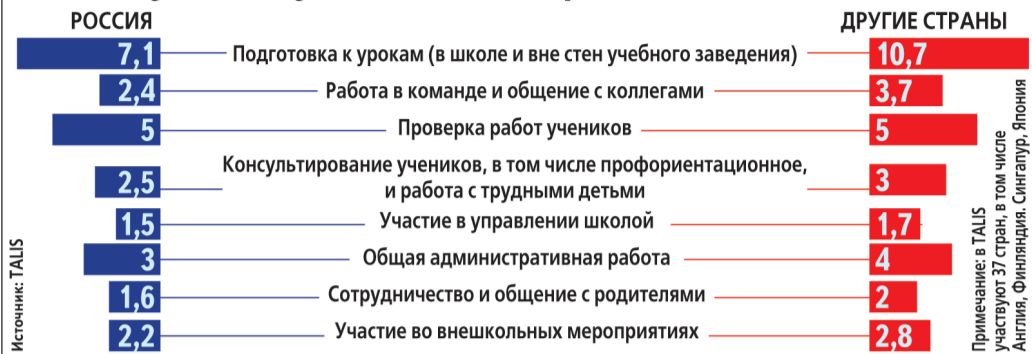 РОССИЯ
ДРУГИЕ СТРАНЫ
7,1 Подготовка к урокам (в школе и вне стен учебного заведения) 10,7
2,4 Работа в команде и общение с коллегами 3,7
5 Проверка работ учеников 5
Консультирование учеников, в том числе профориентационное,
2,5 и работа с трудными детьми 3
1,5 Участие в управлении школой 1,7
3 Общая административная работа 4
1,6 Сотрудничество и общение с родителями 2
2,2 Участие во внешкольных мероприятиях 2,8
Источник: TALIS
Примечание: в TALIS
участвуют 37 стран, в том числе
Англия, Финляндия. Сингапур, Япония